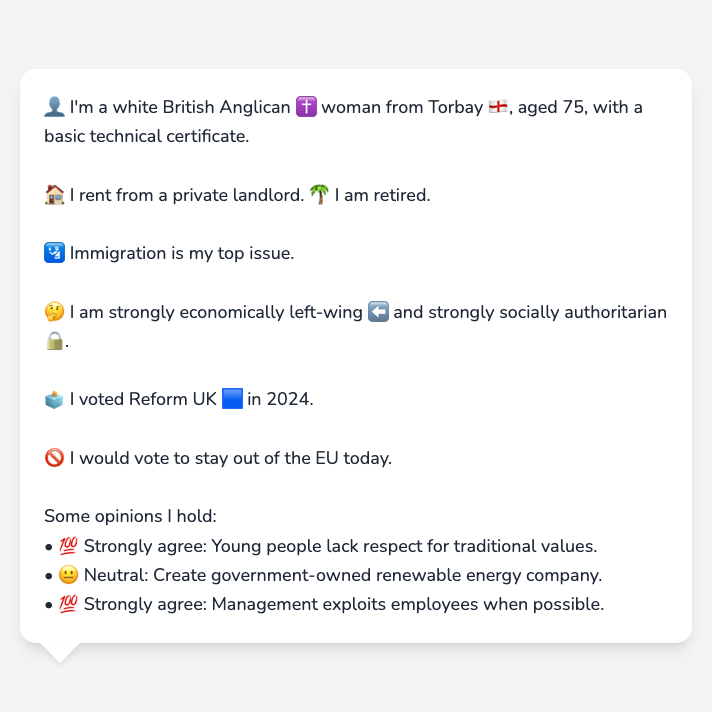 👤 I'm a white British Anglican ✝️ woman from Torbay 🏴󠁧󠁢󠁥󠁮󠁧󠁿, aged 75, with a
basic technical certificate.
🏠 I rent from a private landlord. 🌴 I am retired.
🛂 Immigration is my top issue.
🤔 I am strongly economically left-wing ⬅️ and strongly socially authoritarian
🔒.
🗳️ I voted Reform UK 🟦 in 2024.
🚫 I would vote to stay out of the EU today.
Some opinions I hold:
• 💯 Strongly agree: Young people lack respect for traditional values.
• 😐 Neutral: Create government-owned renewable energy company.
• 💯 Strongly agree: Management exploits employees when possible.